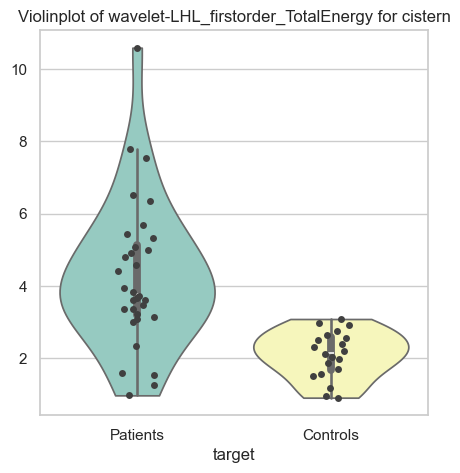 Violinplot of wavelet-LHL_firstorder_TotalEnergy for cistern
10
8
6
4
2
Patients
Controls
target